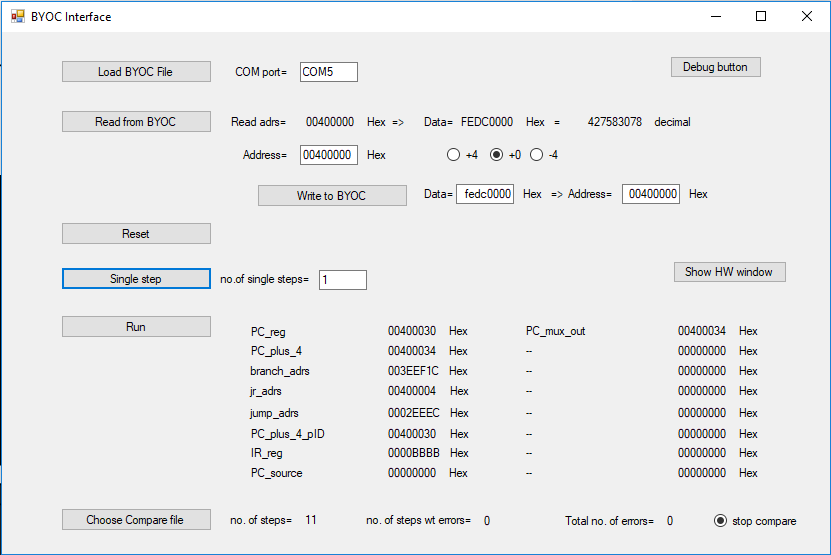 BYOC Interface
Load BYOC File COM port= COM5 Debug button
Read from BYOC Read adrs= 00400000 Hex => Data= FEDC0000 Hex = 427583078 decimal
Address= 00400000 Hex +4 +0 -4
Write to BYOC Data= fedc0000 Hex => Address= 00400000 Hex
Reset
Single step no.of single steps= 1 Show HW window
Run
PC_reg 00400030 Hex PC_mux_out 00400034 Hex
PC_plus_4 00400034 Hex -- 00000000 Hex
branch_adrs 003EEF1C Hex -- 00000000 Hex
jr_adrs 00400004 Hex -- 00000000 Hex
jump_adrs 0002EEEC Hex -- 00000000 Hex
PC_plus_4_pID 00400030 Hex -- 00000000 Hex
IR_reg 0000BBBB Hex -- 00000000 Hex
PC_source 00000000 Hex -- 00000000 Hex
Choose Compare file no. of steps= 11 no. of steps wt errors= 0 Total no. of errors= 0 stop compare